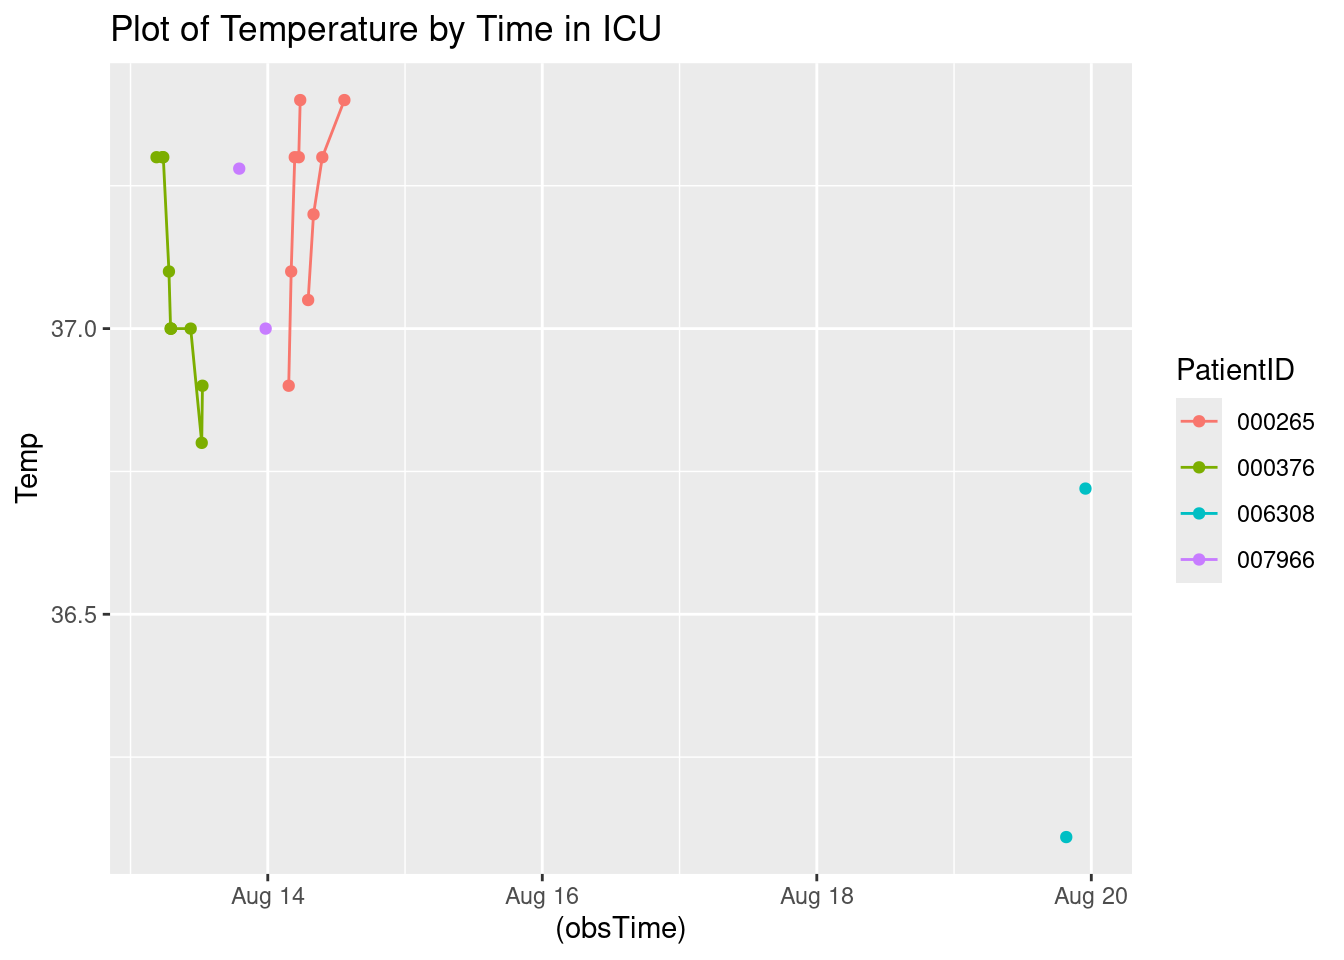 Plot of Temperature by Time in ICU
Temp
37.0
36.5
Aug 14
Aug 16
Aug 18
Aug 20
(obsTime)
PatientID
000265
000376
006308
007966